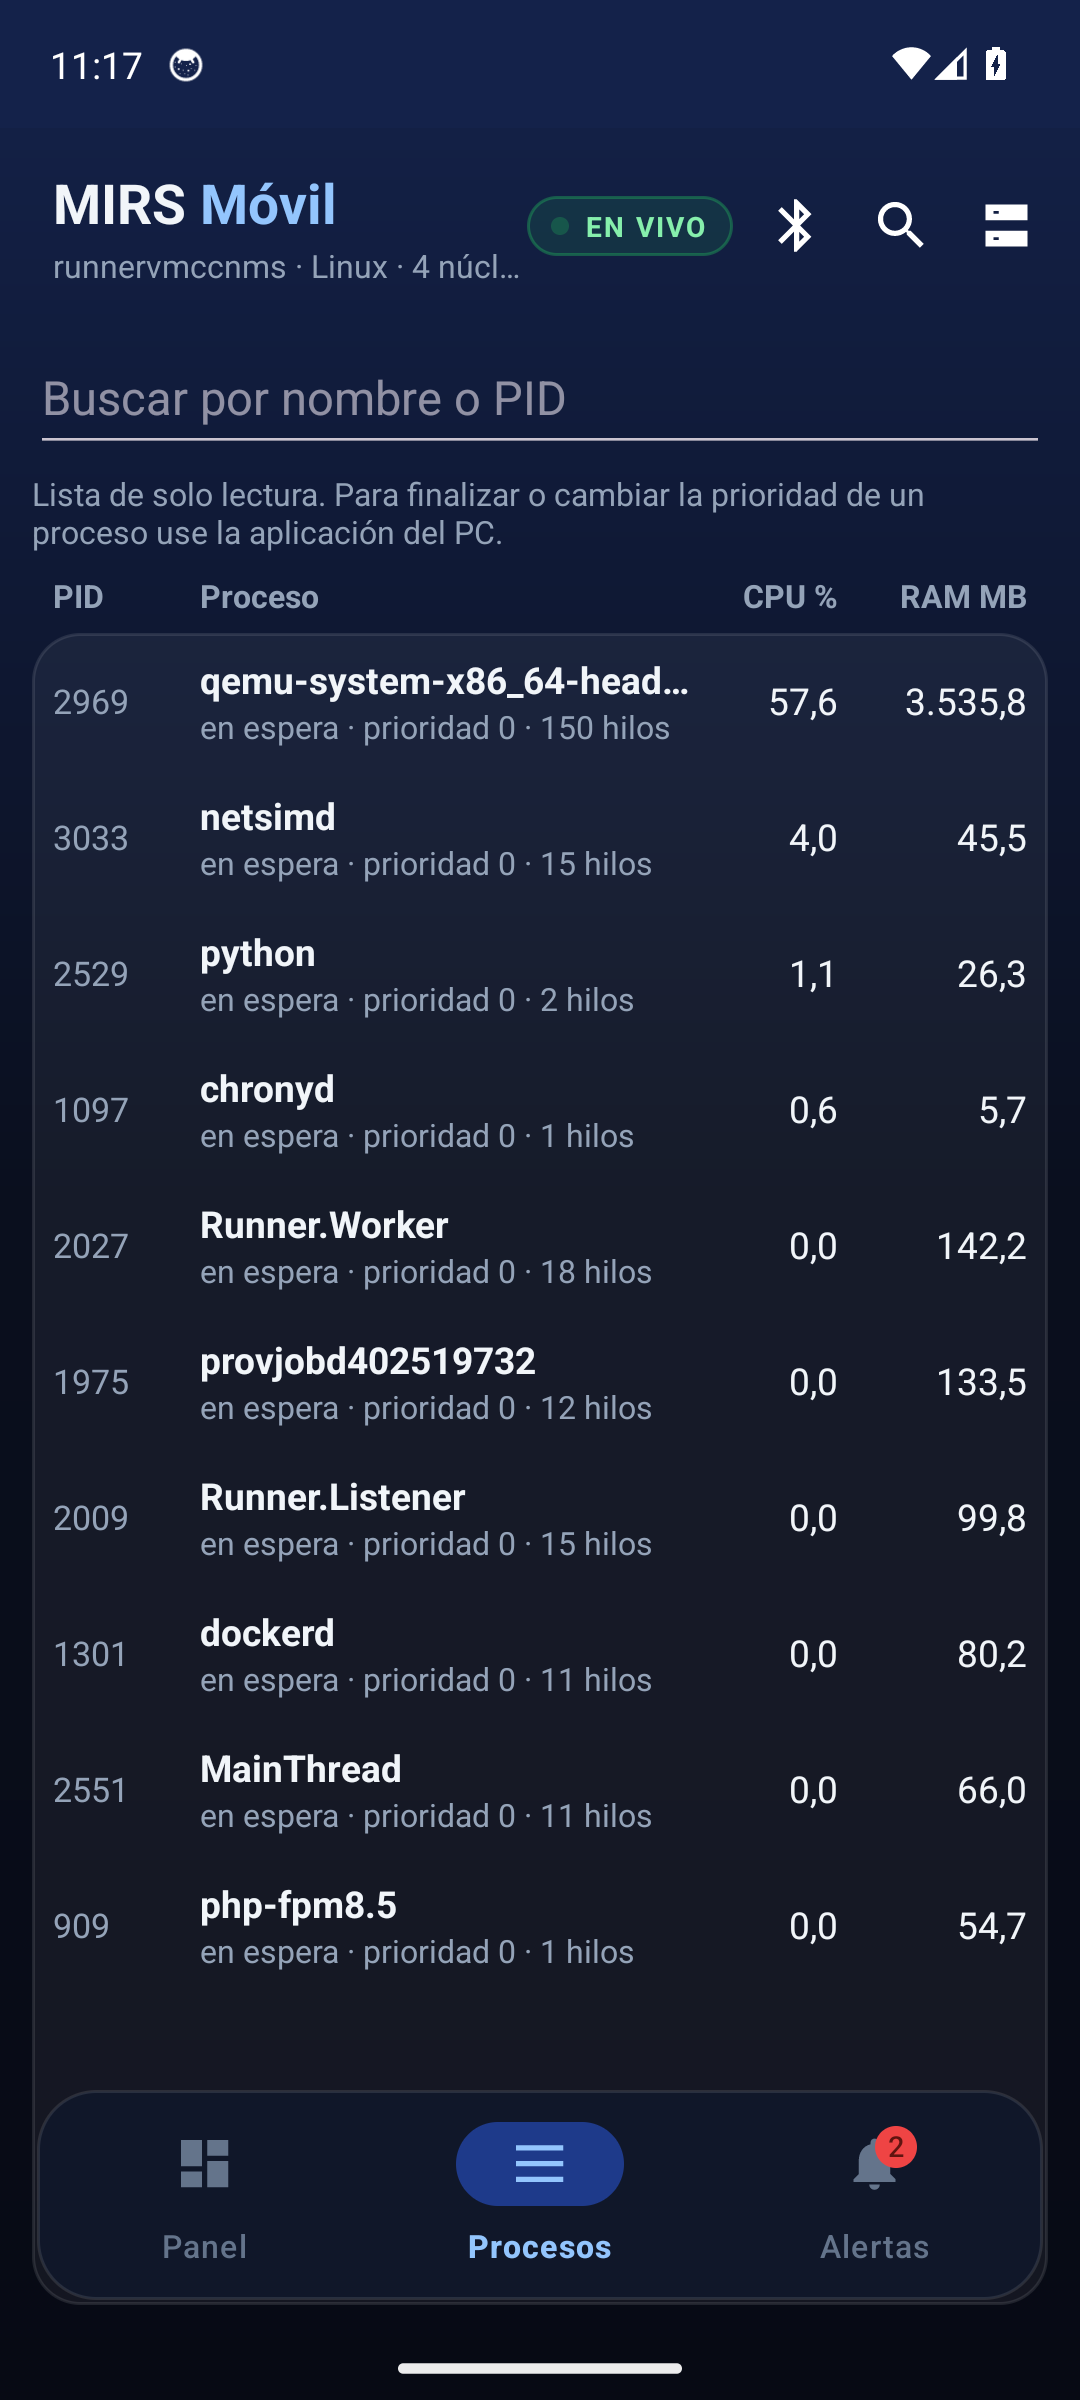 11:17
MIRS Móvil
EN VIVO
runnervmccnms · Linux · 4 núcl...
Buscar por nombre o PID
Lista de solo lectura. Para finalizar o cambiar la prioridad de un
proceso use la aplicación del PC.
PID Proceso CPU % RAM MB
2969 qemu-system-x86_64-head... 57,6 3.535,8
en espera · prioridad 0 · 150 hilos
3033 netsimd 4,0 45,5
en espera · prioridad 0 · 15 hilos
2529 python 1,1 26,3
en espera · prioridad 0 · 2 hilos
1097 chronyd 0,6 5,7
en espera · prioridad 0 · 1 hilos
2027 Runner.Worker 0,0 142,2
en espera · prioridad 0 · 18 hilos
1975 provjobd402519732 0,0 133,5
en espera · prioridad 0 · 12 hilos
2009 Runner.Listener 0,0 99,8
en espera · prioridad 0 · 15 hilos
1301 dockerd 0,0 80,2
en espera · prioridad 0 · 11 hilos
2551 MainThread 0,0 66,0
en espera · prioridad 0 · 11 hilos
909 php-fpm8.5 0,0 54,7
en espera · prioridad 0 · 1 hilos
2
Panel Procesos Alertas